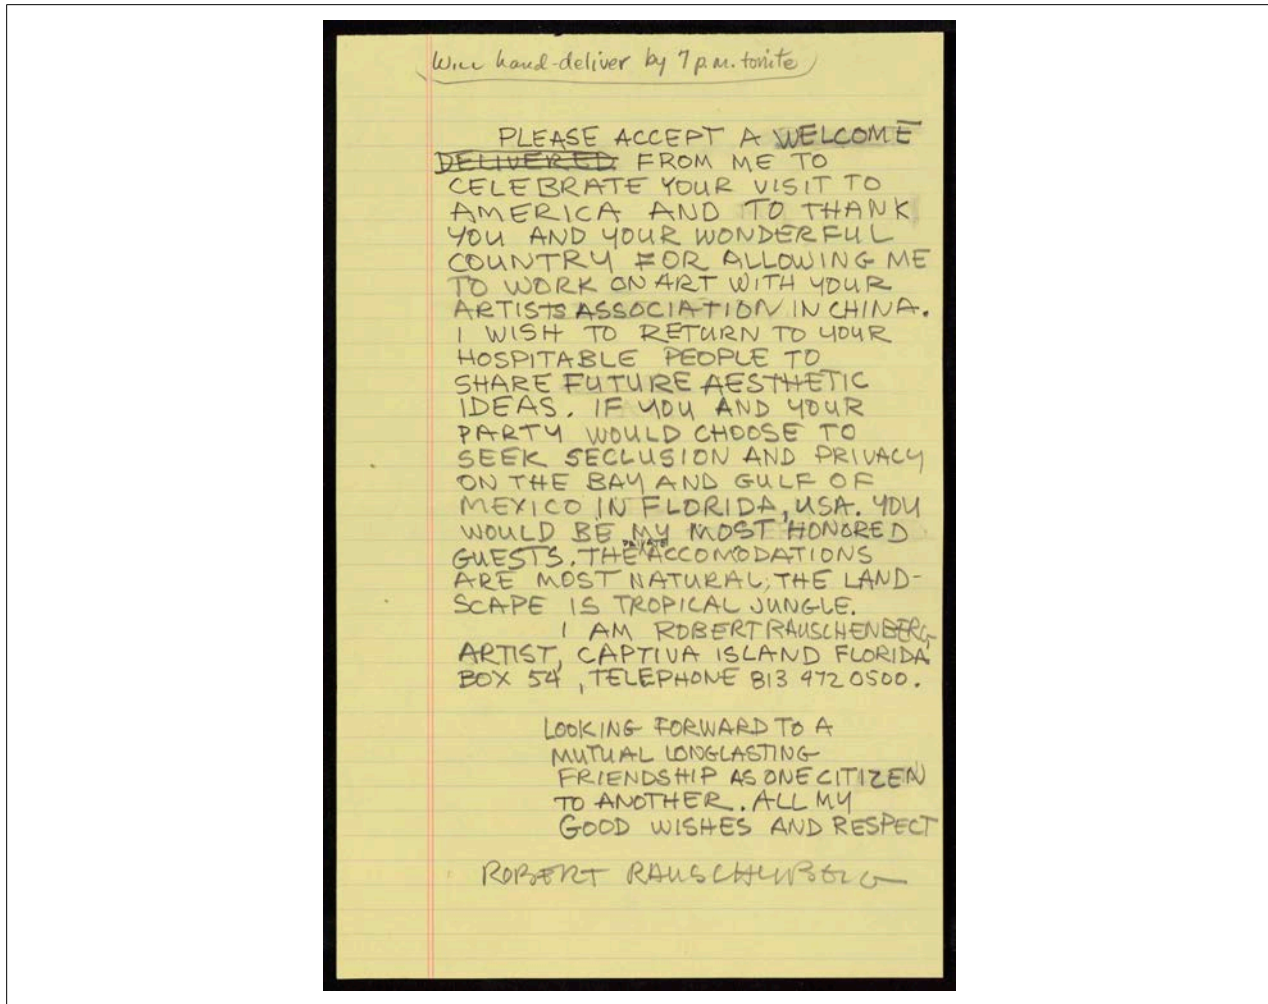 Will hand-deliver by 7 p.m. tonite
PLEASE ACCEPT A WELCOME
DELIVERED FROM ME TO
CELEBRATE YOUR VISIT TO
AMERICA AND TO THANK
YOU AND YOUR WONDERFUL
COUNTRY FOR ALLOWING ME
TO WORK ON ART WITH YOUR
ARTISTS ASSOCIATION IN CHINA.
I WISH TO RETURN TO YOUR
HOSPITABLE PEOPLE TO
SHARE FUTURE AESTHETIC
IDEAS. IF YOU AND YOUR
PARTY WOULD CHOOSE TO
SEEK SECLUSION AND PRIVACY
ON THE BAY AND GULF OF
MEXICO IN FLORIDA, USA. YOU
WOULD BE MY MOST HONORED
GUESTS. THE PRIVATE ACCOMODATIONS
ARE MOST NATURAL, THE LAND-
SCAPE IS TROPICAL JUNGLE.
I AM ROBERT RAUSCHENBERG
ARTIST, CAPTIVA ISLAND FLORIDA
BOX 54, TELEPHONE 813 472 0500.
LOOKING FORWARD TO A
MUTUAL LONGLASTING
FRIENDSHIP AS ONE CITIZEN
TO ANOTHER. ALL MY
GOOD WISHES AND RESPECT
ROBERT RAUSCHENBERG